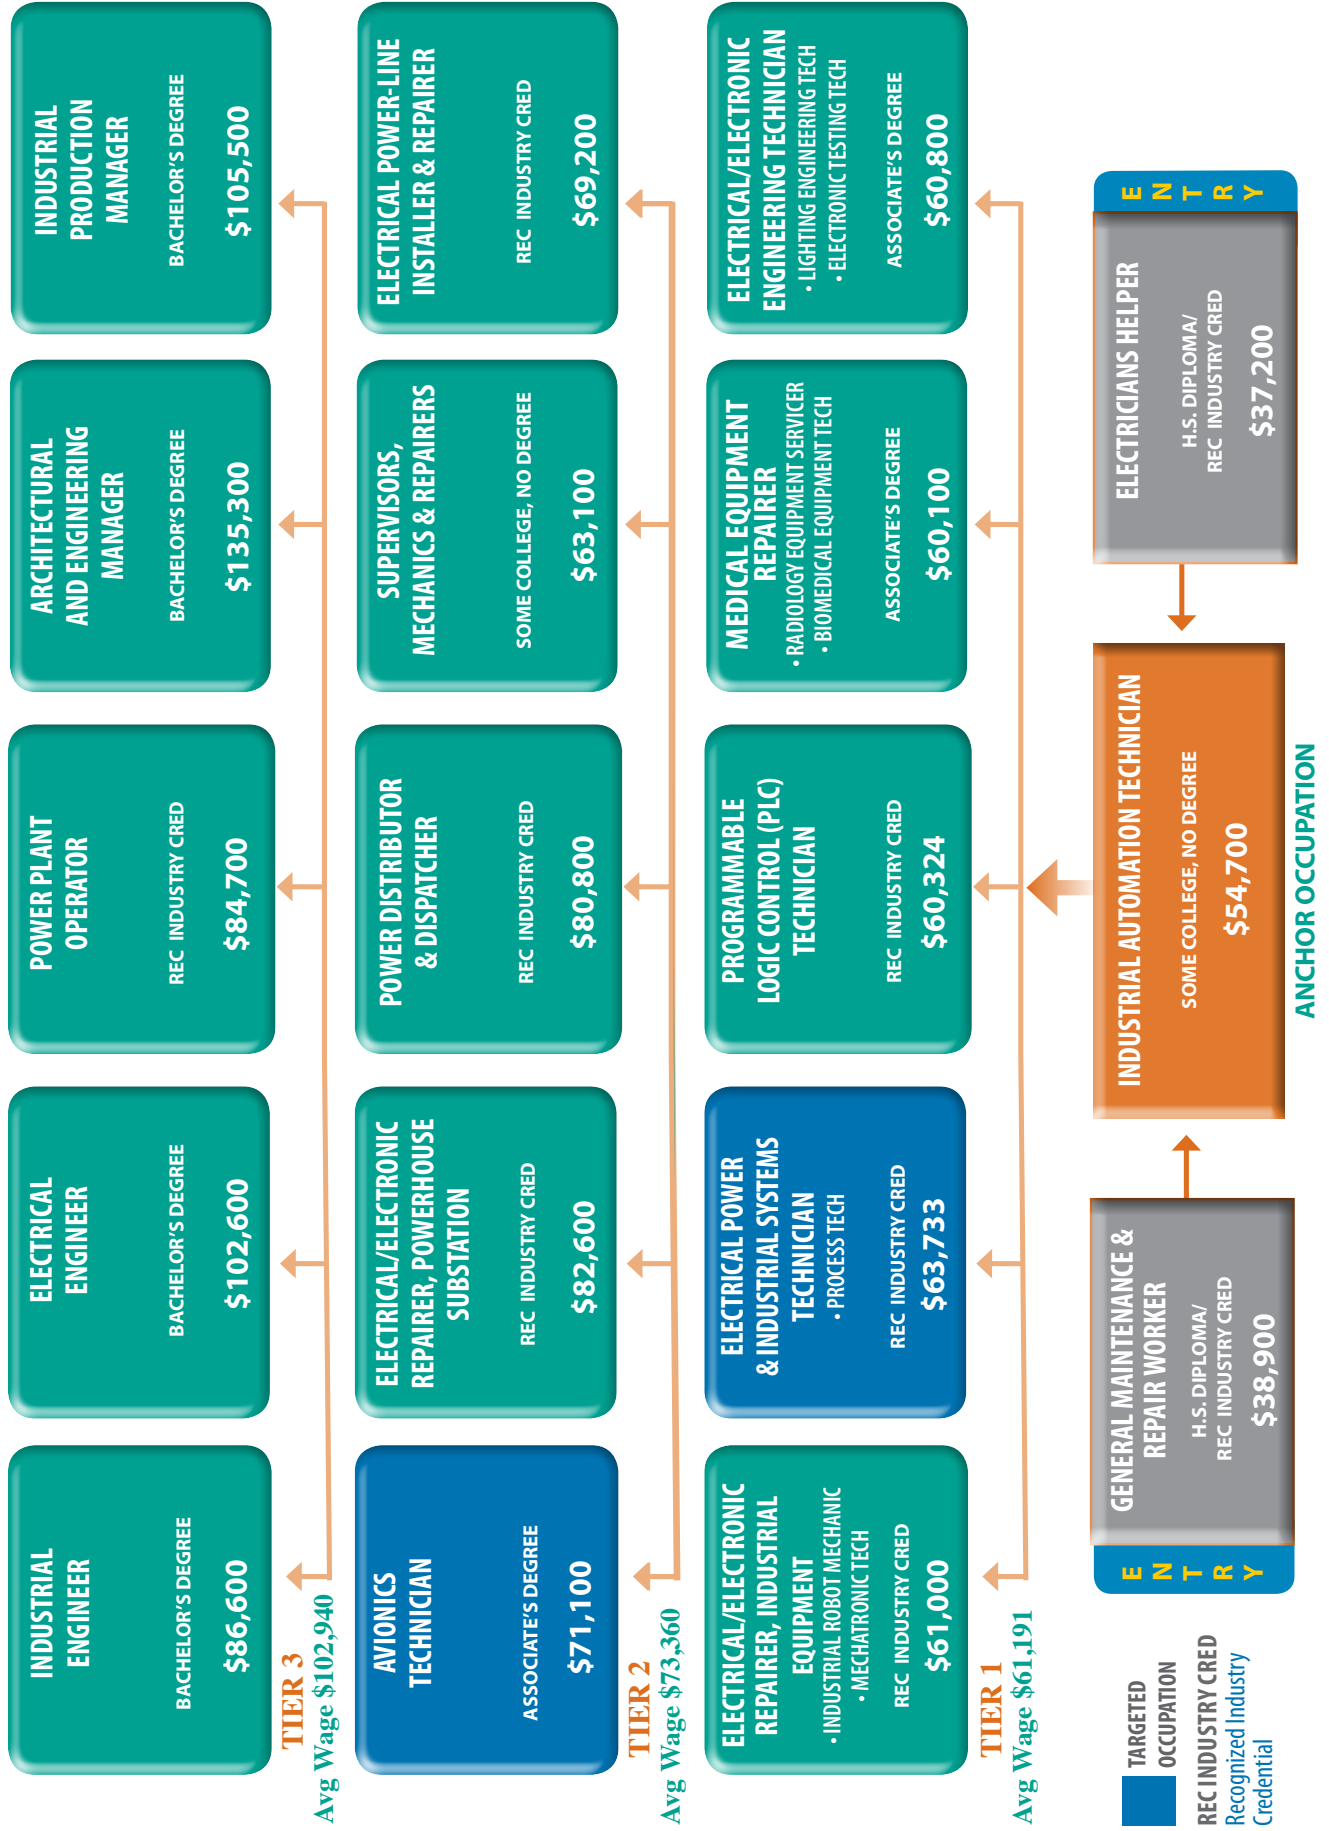 INDUSTRIAL
ENGINEER
BACHELOR'S DEGREE
$86,600
ELECTRICAL
ENGINEER
BACHELOR'S DEGREE
$102,600
POWER PLANT
OPERATOR
REC INDUSTRY CRED
$84,700
ARCHITECTURAL
AND ENGINEERING
MANAGER
BACHELOR'S DEGREE
$135,300
INDUSTRIAL
PRODUCTION
MANAGER
BACHELOR'S DEGREE
$105,500
TIER 3
Avg Wage $102,940
AVIONICS
TECHNICIAN
ASSOCIATE'S DEGREE
$71,100
ELECTRICAL/ELECTRONIC
REPAIRER, POWERHOUSE
SUBSTATION
REC INDUSTRY CRED
$82,600
POWER DISTRIBUTOR
& DISPATCHER
REC INDUSTRY CRED
$80,800
SUPERVISORS,
MECHANICS & REPAIRERS
SOME COLLEGE, NO DEGREE
$63,100
ELECTRICAL POWER-LINE
INSTALLER & REPAIRER
REC INDUSTRY CRED
$69,200
TIER 2
Avg Wage $73,360
ELECTRICAL/ELECTRONIC
REPAIRER, INDUSTRIAL
EQUIPMENT
• INDUSTRIAL ROBOT MECHANIC
• MECHATRONIC TECH
REC INDUSTRY CRED
$61,000
ELECTRICAL POWER
& INDUSTRIAL SYSTEMS
TECHNICIAN
• PROCESS TECH
REC INDUSTRY CRED
$63,733
PROGRAMMABLE
LOGIC CONTROL (PLC)
TECHNICIAN
REC INDUSTRY CRED
$60,324
MEDICAL EQUIPMENT
REPAIRER
• RADIOLOGY EQUIPMENT SERVICER
• BIOMEDICAL EQUIPMENT TECH
ASSOCIATE'S DEGREE
$60,100
ELECTRICAL/ELECTRONIC
ENGINEERING TECHNICIAN
• LIGHTING ENGINEERING TECH
• ELECTRONIC TESTING TECH
ASSOCIATE'S DEGREE
$60,800
TIER 1
Avg Wage $61,191
ENTRY
GENERAL MAINTENANCE &
REPAIR WORKER
H.S. DIPLOMA/
REC INDUSTRY CRED
$38,900
INDUSTRIAL AUTOMATION TECHNICIAN
SOME COLLEGE, NO DEGREE
$54,700
ANCHOR OCCUPATION
ELECTRICIANS HELPER
H.S. DIPLOMA/
REC INDUSTRY CRED
$37,200
ENTRY
TARGETED
OCCUPATION
REC INDUSTRY CRED
Recognized Industry
Credential